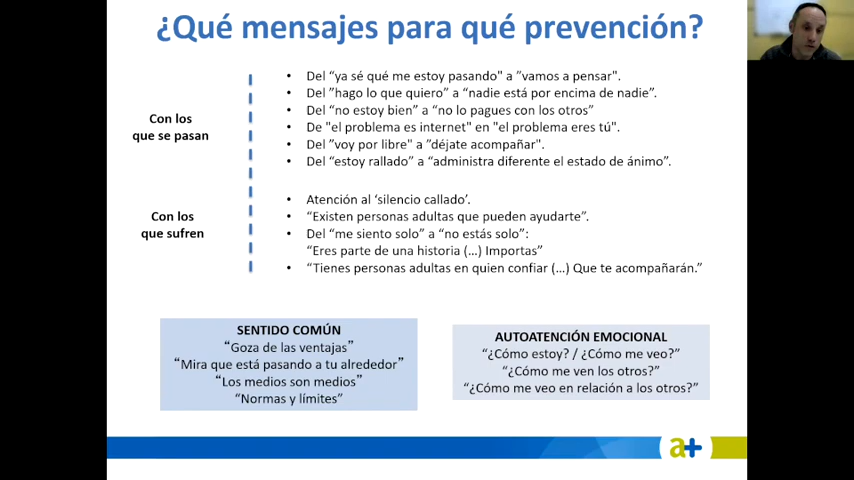 ¿Qué mensajes para qué prevención?
Con los
que se pasan
• Del “ya sé qué me estoy pasando" a ”vamos a pensar".
• Del ”hago lo que quiero” a “nadie está por encima de nadie”.
• Del “no estoy bien” a “no lo pagues con los otros”
• De "el problema es internet" en "el problema eres tú".
• Del ”voy por libre" a ”déjate acompañar".
• Del “estoy rallado” a “administra diferente el estado de ánimo”.
Con los
que sufren
• Atención al ‘silencio callado’.
• “Existen personas adultas que pueden ayudarte”.
• Del “me siento solo” a “no estás solo”:
“Eres parte de una historia (…) Importas”
• “Tienes personas adultas en quien confiar (…) Que te acompañarán.”
SENTIDO COMÚN
“Goza de las ventajas”
“Mira que está pasando a tu alrededor”
“Los medios son medios”
“Normas y límites”
AUTOATENCIÓN EMOCIONAL
“¿Cómo estoy? / ¿Cómo me veo?”
“¿Cómo me ven los otros?”
“¿Cómo me veo en relación a los otros?”
a+